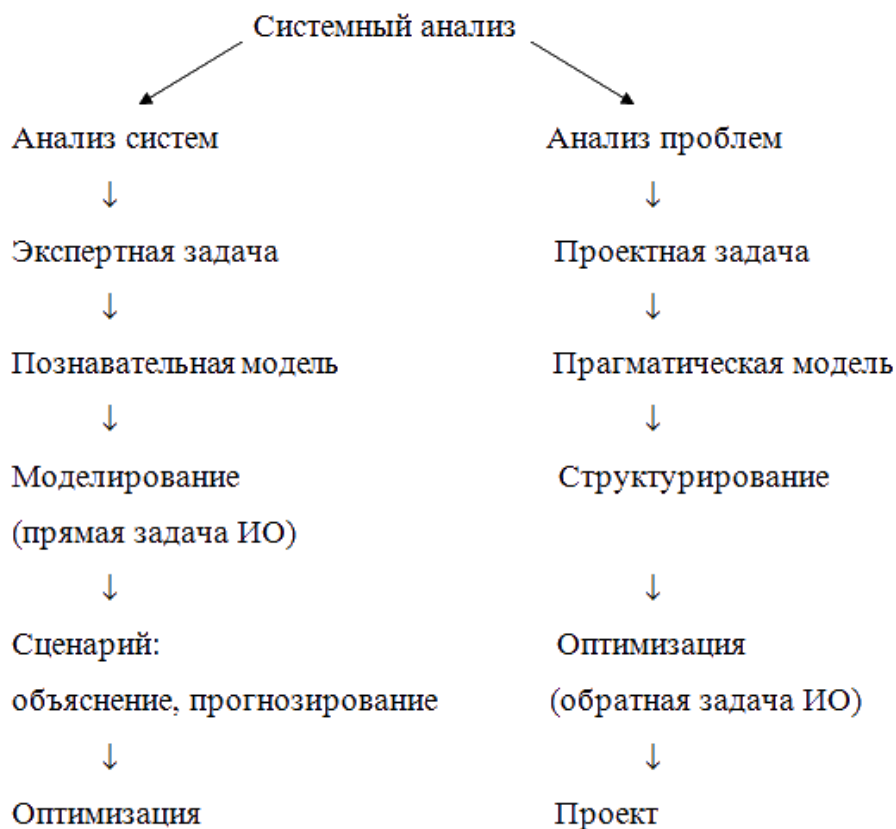 Системный анализ
Анализ систем Анализ проблем
↓ ↓
Экспертная задача Проектная задача
↓ ↓
Познавательная модель Прагматическая модель
↓ ↓
Моделирование Структурирование
(прямая задача ИО)
↓ ↓
Сценарий: Оптимизация
объяснение, прогнозирование (обратная задача ИО)
↓ ↓
Оптимизация Проект